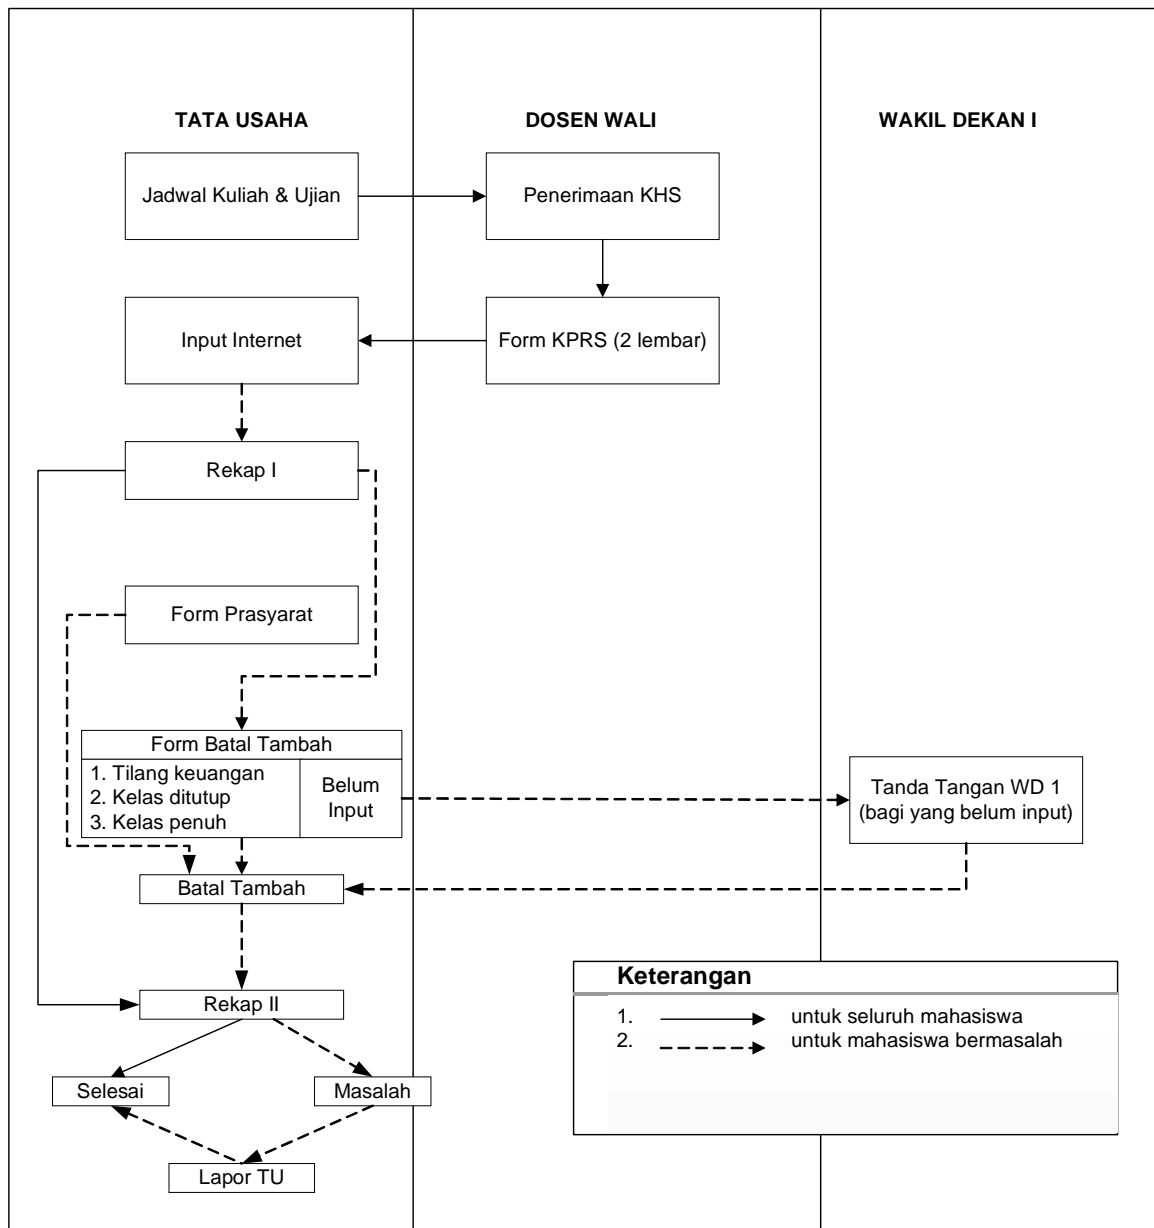 TATA USAHA
DOSEN WALI
WAKIL DEKAN I
Jadwal Kuliah & Ujian
Penerimaan KHS
Input Internet
Form KPRS (2 lembar)
Rekap I
Form Prasyarat
Form Batal Tambah
1. Tilang keuangan
2. Kelas ditutup
3. Kelas penuh
Belum
Input
Tanda Tangan WD 1
(bagi yang belum input)
Batal Tambah
Rekap II
Selesai
Masalah
Lapor TU
Keterangan
1. untuk seluruh mahasiswa
2. untuk mahasiswa bermasalah